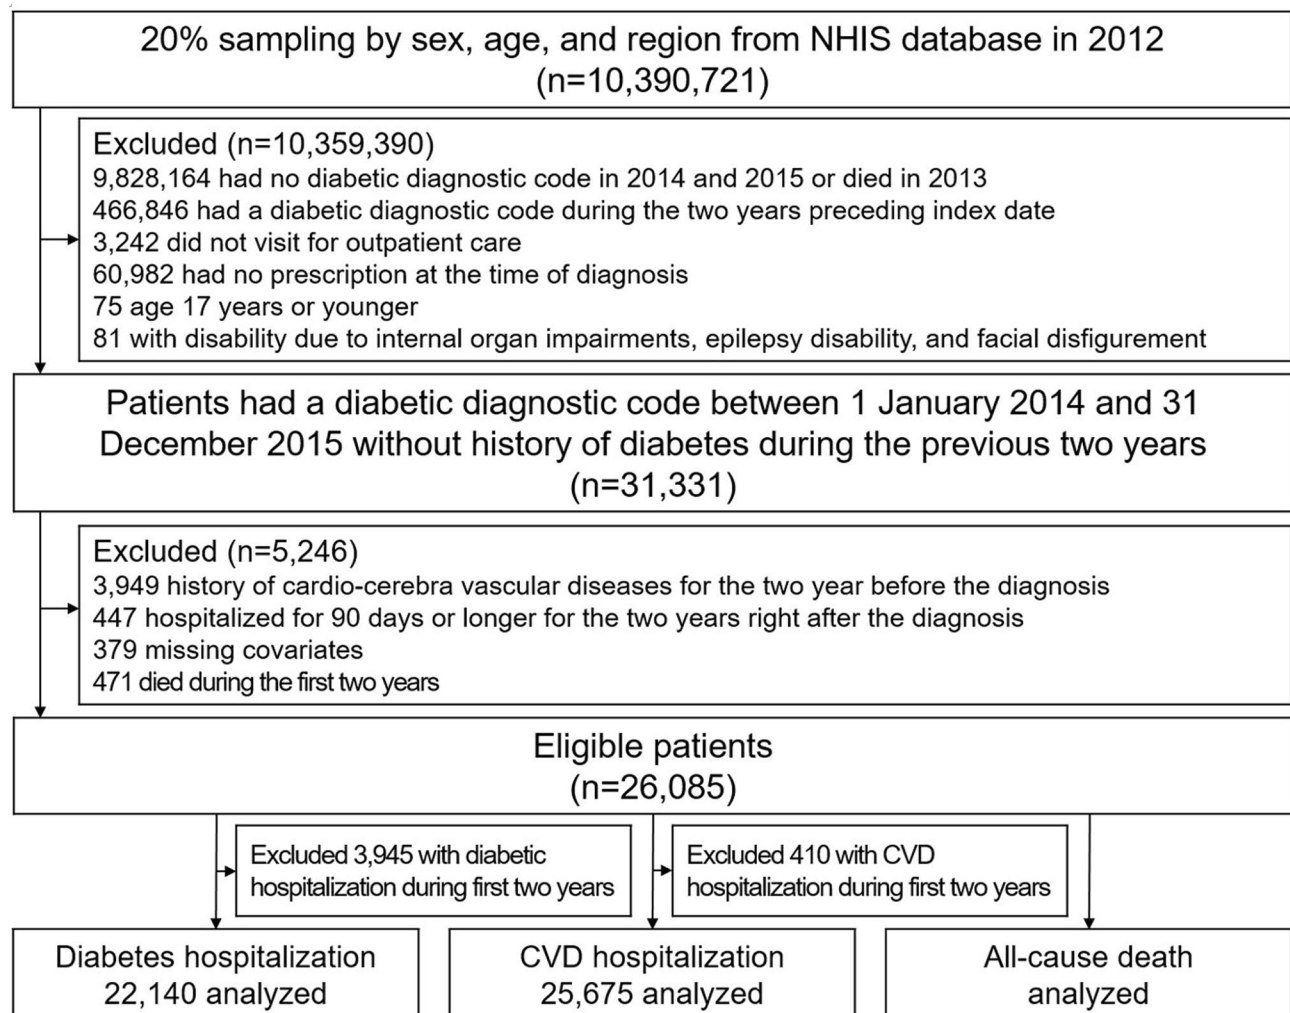 20% sampling by sex, age, and region from NHIS database in 2012
(n=10,390,721)
Excluded (n=10,359,390)
9,828,164 had no diabetic diagnostic code in 2014 and 2015 or died in 2013
466,846 had a diabetic diagnostic code during the two years preceding index date
3,242 did not visit for outpatient care
60,982 had no prescription at the time of diagnosis
75 age 17 years or younger
81 with disability due to internal organ impairments, epilepsy disability, and facial disfigurement
Patients had a diabetic diagnostic code between 1 January 2014 and 31
December 2015 without history of diabetes during the previous two years
(n=31,331)
Excluded (n=5,246)
3,949 history of cardio-cerebra vascular diseases for the two year before the diagnosis
447 hospitalized for 90 days or longer for the two years right after the diagnosis
379 missing covariates
471 died during the first two years
Eligible patients
(n=26,085)
Excluded 3,945 with diabetic
hospitalization during first two years
Excluded 410 with CVD
hospitalization during first two years
Diabetes hospitalization
22,140 analyzed
CVD hospitalization
25,675 analyzed
All-cause death
analyzed